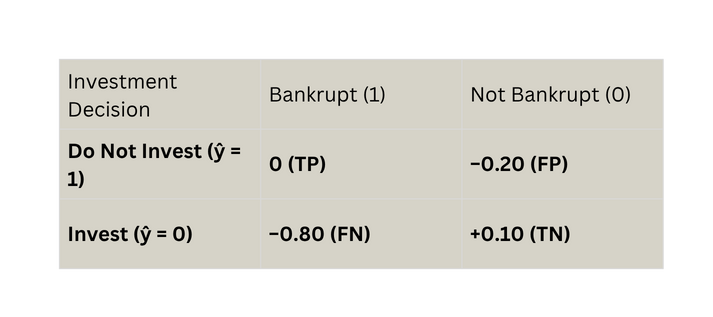 Investment
Decision
Bankrupt (1)
Not Bankrupt (0)
Do Not Invest (ŷ =
1)
0 (TP)
−0.20 (FP)
Invest (ŷ = 0)
−0.80 (FN)
+0.10 (TN)